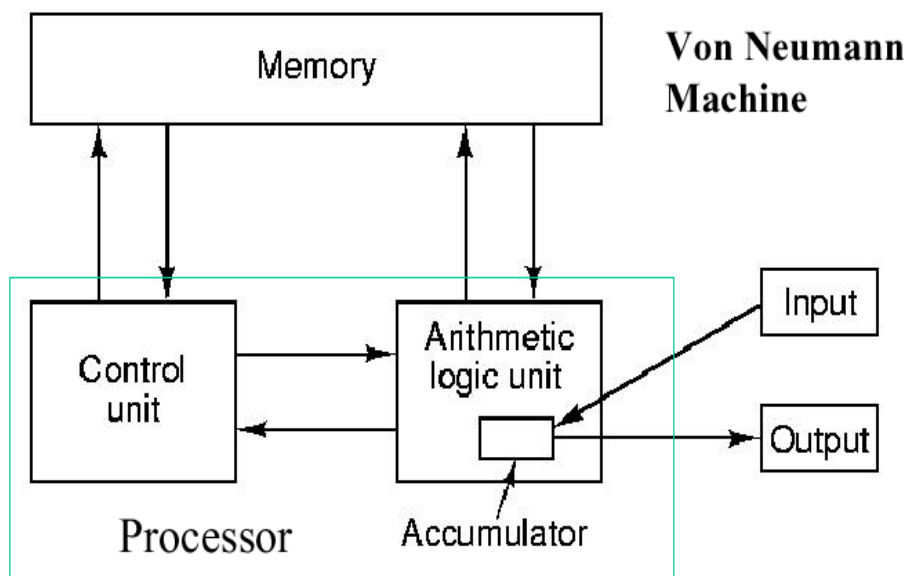 Memory
Von Neumann
Machine
Control
unit
Arithmetic
logic unit
Input
Output
Accumulator
Processor